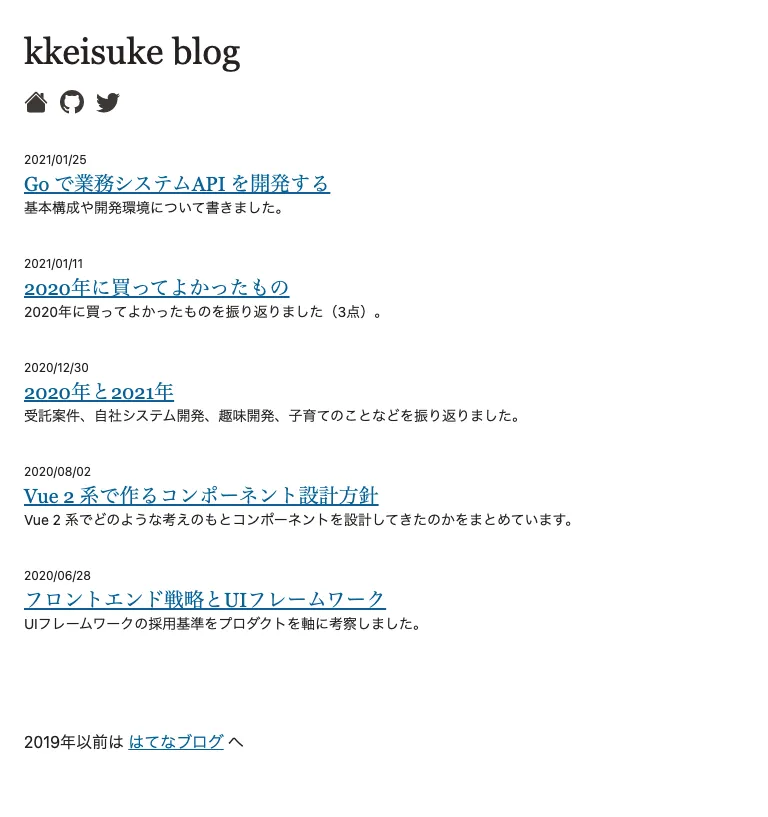 kkeisuke blog
2021/01/25
Go で業務システムAPI を開発する
基本構成や開発環境について書きました。
2021/01/11
2020年に買ってよかったもの
2020年に買ってよかったものを振り返りました（3点）。
2020/12/30
2020年と2021年
受託案件、自社システム開発、趣味開発、子育てのことなどを振り返りました。
2020/08/02
Vue 2 系で作るコンポーネント設計方針
Vue 2 系でどのような考えのもとコンポーネントを設計してきたのかをまとめています。
2020/06/28
フロントエンド戦略とUIフレームワーク
UIフレームワークの採用基準をプロダクトを軸に考察しました。
2019年以前は はてなブログ へ